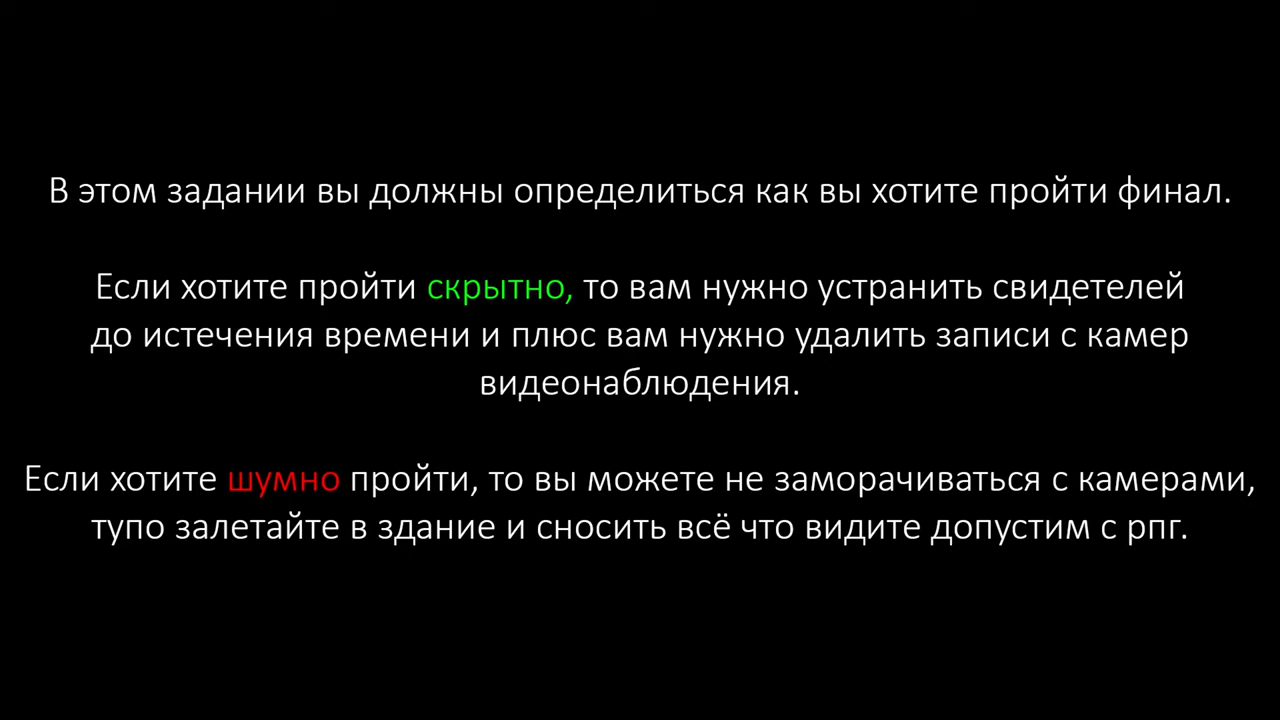 В этом задании вы должны определиться как вы хотите пройти финал.
Если хотите пройти скрытно, то вам нужно устранить свидетелей
до истечения времени и плюс вам нужно удалить записи с камер
видеонаблюдения.
Если хотите шумно пройти, то вы можете не заморачиваться с камерами,
тупо залетайте в здание и сносить всё что видите допустим с рпг.